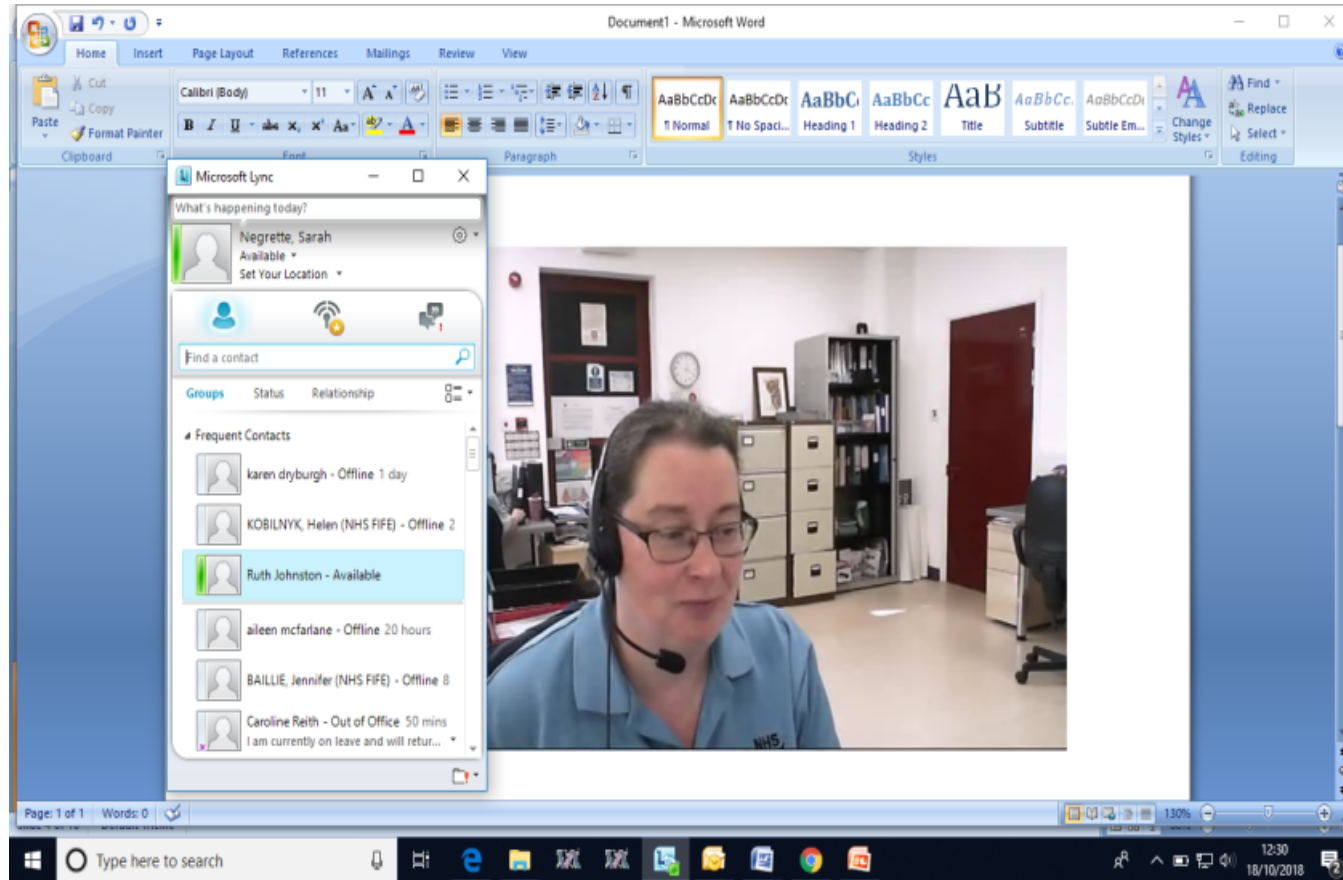 Document1 - Microsoft Word
Home Insert Page Layout References Mailings Review View
Paste
Cut
Copy
Format Painter
Clipboard
Calibri (Body) 11
Font
Paragraph
AaBbCcDc AaBbCcDc AaBbC AaBbCc AaB AaBbCc. AaBbCcDi
¶ Normal ¶ No Spaci... Heading 1 Heading 2 Title Subtitle Subtle Em...
Change Styles
Styles
Find
Replace
Select
Editing
Microsoft Lync
What's happening today?
Negrette, Sarah
Available
Set Your Location
Find a contact
Groups Status Relationship
Frequent Contacts
karen dryburgh - Offline 1 day
KOBILNYK, Helen (NHS FIFE) - Offline 2
Ruth Johnston - Available
aileen mcfarlane - Offline 20 hours
BAILLIE, Jennifer (NHS FIFE) - Offline 8
Caroline Reith - Out of Office 50 mins
I am currently on leave and will retur...
NHS
Page: 1 of 1 Words: 0
130%
Type here to search
12:30
18/10/2018